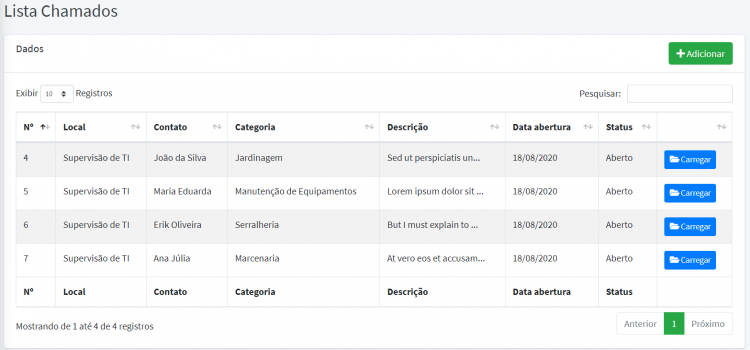 Lista Chamados
Dados
Adicionar
Exibir 10 Registros
Pesquisar:
Nº Local Contato Categoria Descrição Data abertura Status
4 Supervisão de TI João da Silva Jardinagem Sed ut perspiciatis un... 18/08/2020 Aberto Carregar
5 Supervisão de TI Maria Eduarda Manutenção de Equipamentos Lorem ipsum dolor sit ... 18/08/2020 Aberto Carregar
6 Supervisão de TI Erik Oliveira Serralheria But I must explain to ... 18/08/2020 Aberto Carregar
7 Supervisão de TI Ana Júlia Marcenaria At vero eos et accusam... 18/08/2020 Aberto Carregar
Nº Local Contato Categoria Descrição Data abertura Status
Mostrando de 1 até 4 de 4 registros
Anterior 1 Próximo